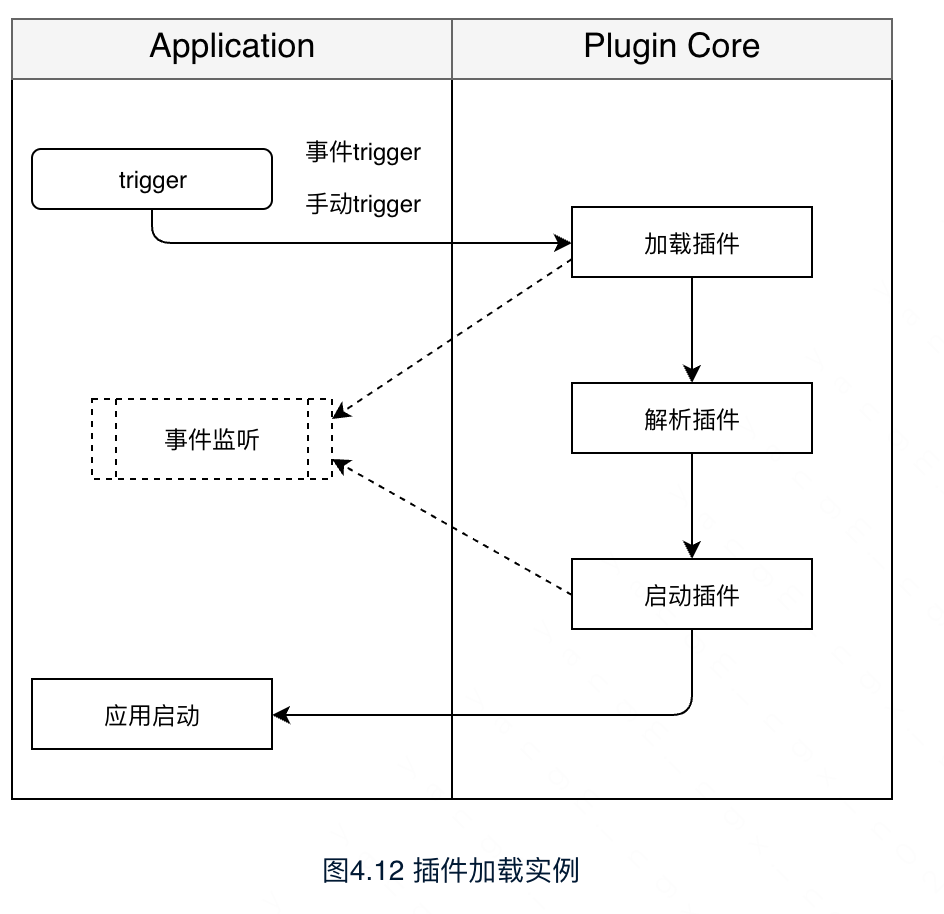 Application
Plugin Core
trigger
事件trigger
手动trigger
加载插件
事件监听
解析插件
启动插件
应用启动
图4.12 插件加载实例